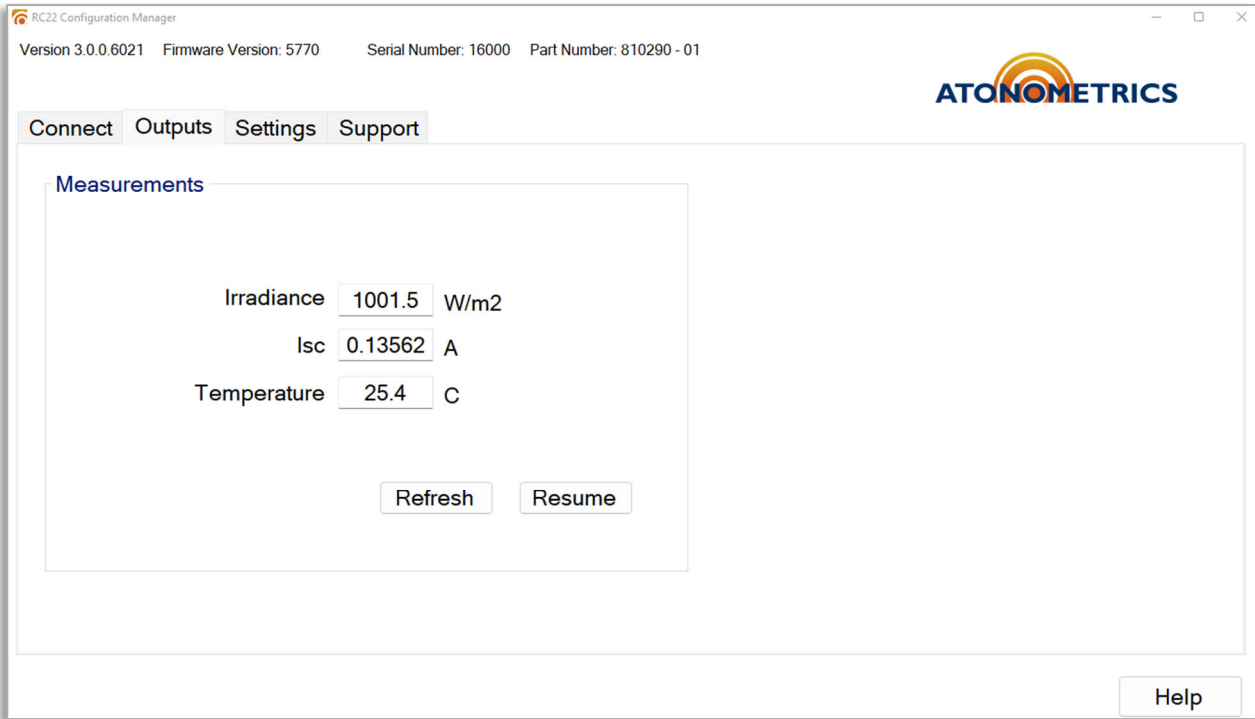 RC22 Configuration Manager
Version 3.0.0.6021 Firmware Version: 5770 Serial Number: 16000 Part Number: 810290 - 01
ATONOMETRICS
Connect Outputs Settings Support
Measurements
Irradiance 1001.5 W/m2
Isc 0.13562 A
Temperature 25.4 C
Refresh Resume
Help